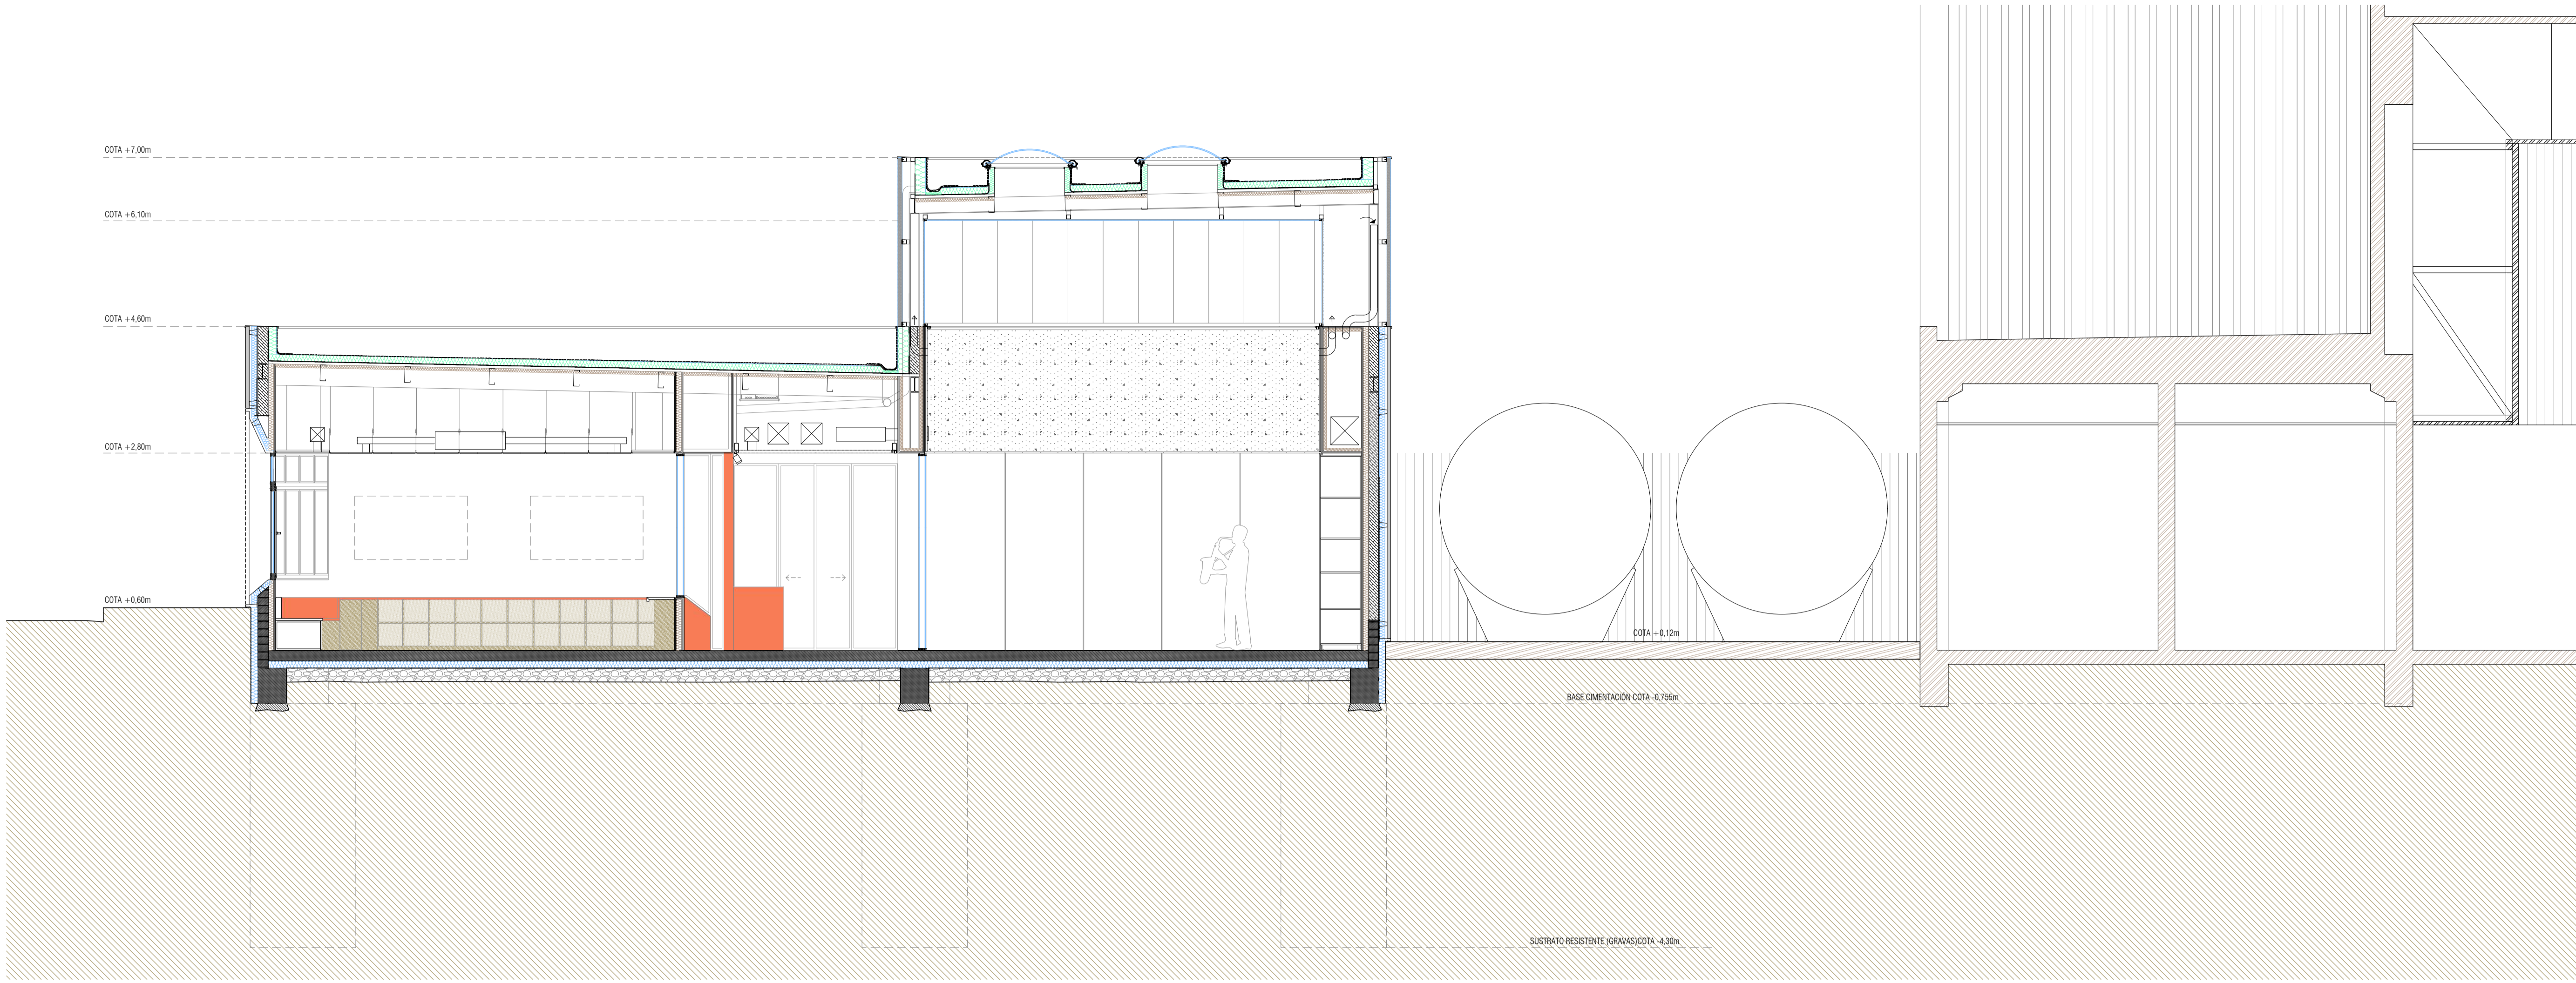 COTA +7,00m
COTA +6,10m
COTA +4,60m
COTA +2,80m
COTA +0,60m
COTA +0,12m
BASE CIMENTACIÓN COTA -0,755m
SUSTRATO RESISTENTE (GRAVAS)COTA -4.30m